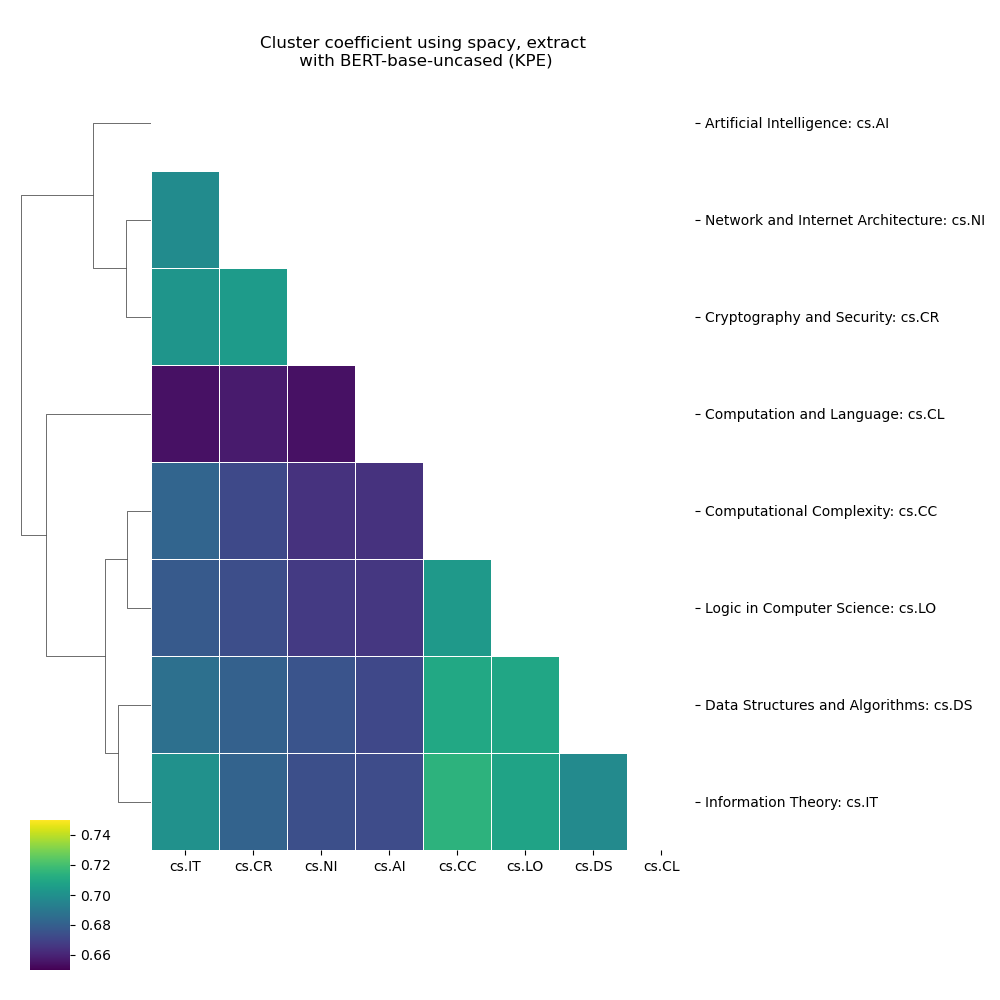 Cluster coefficient using spacy, extract
with BERT-base-uncased (KPE)
Artificial Intelligence: cs.AI
Network and Internet Architecture: cs.NI
Cryptography and Security: cs.CR
Computation and Language: cs.CL
Computational Complexity: cs.CC
Logic in Computer Science: cs.LO
Data Structures and Algorithms: cs.DS
Information Theory: cs.IT
cs.IT cs.CR cs.NI cs.AI cs.CC cs.LO cs.DS cs.CL
0.74
0.72
0.70
0.68
0.66